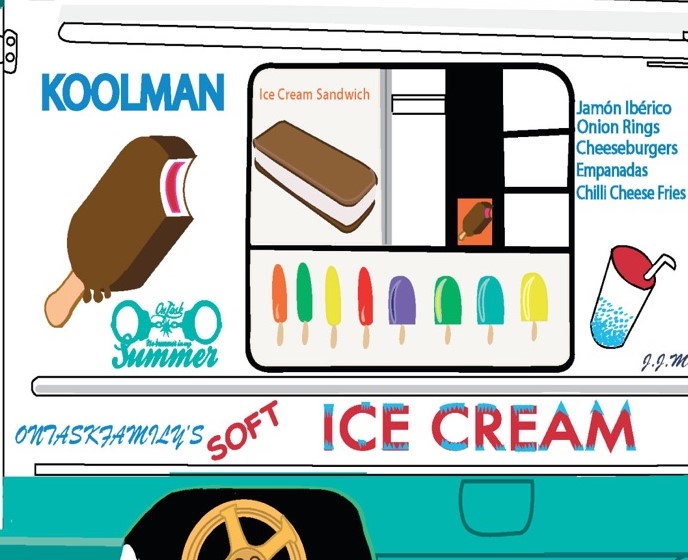 KOOLMAN
Ice Cream Sandwich
Jamón Ibérico
Onion Rings
Cheeseburgers
Empanadas
Chilli Cheese Fries
OnTask
Summer
J.J.M
ONTASKFAMILY'S
SOFT
ICE CREAM